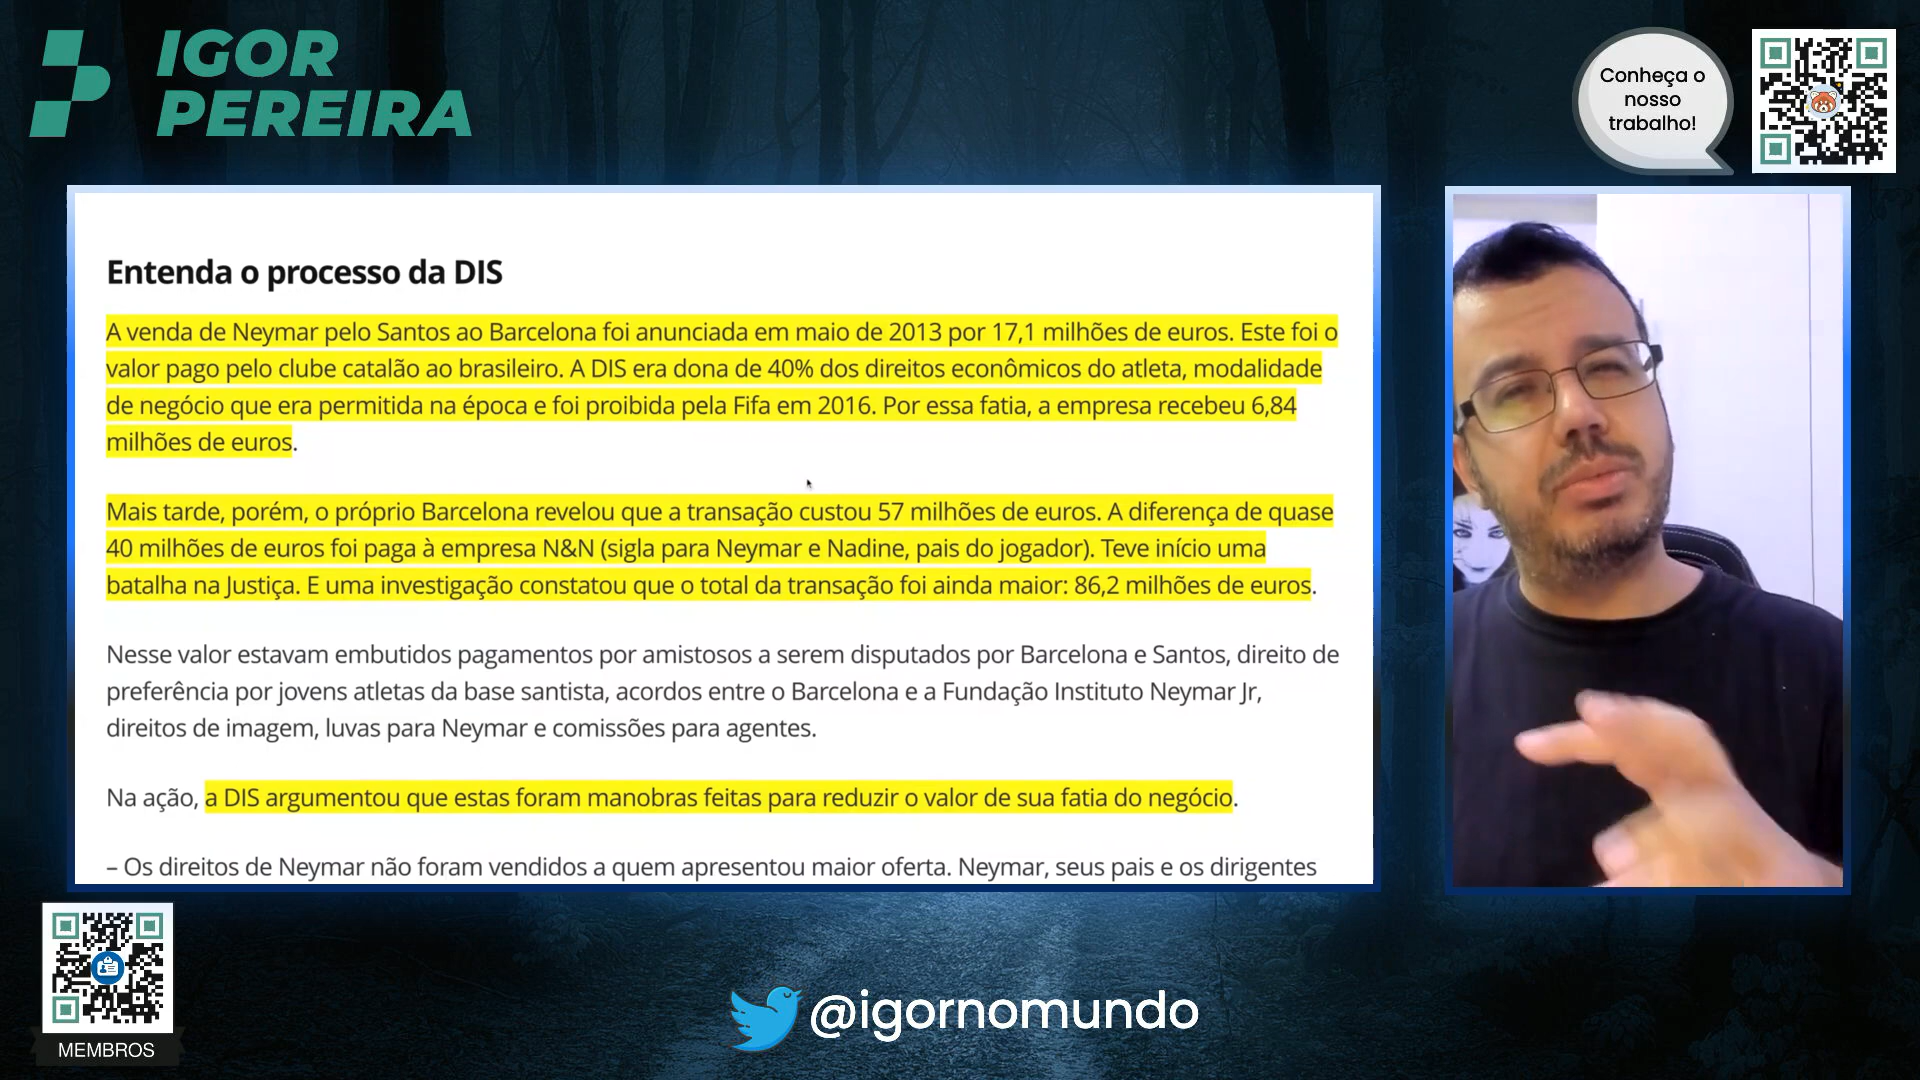 IGOR
PEREIRA
Conheça o
nosso
trabalho!
Entenda o processo da DIS
A venda de Neymar pelo Santos ao Barcelona foi anunciada em maio de 2013 por 17,1 milhões de euros. Este foi o
valor pago pelo clube catalão ao brasileiro. A DIS era dona de 40% dos direitos econômicos do atleta, modalidade
de negócio que era permitida na época e foi proibida pela Fifa em 2016. Por essa fatia, a empresa recebeu 6,84
milhões de euros.
Mais tarde, porém, o próprio Barcelona revelou que a transação custou 57 milhões de euros. A diferença de quase
40 milhões de euros foi paga à empresa N&N (sigla para Neymar e Nadine, pais do jogador). Teve início uma
batalha na Justiça. E uma investigação constatou que o total da transação foi ainda maior: 86,2 milhões de euros.
Nesse valor estavam embutidos pagamentos por amistosos a serem disputados por Barcelona e Santos, direito de
preferência por jovens atletas da base santista, acordos entre o Barcelona e a Fundação Instituto Neymar Jr,
direitos de imagem, luvas para Neymar e comissões para agentes.
Na ação, a DIS argumentou que estas foram manobras feitas para reduzir o valor de sua fatia do negócio.
– Os direitos de Neymar não foram vendidos a quem apresentou maior oferta. Neymar, seus pais e os dirigentes
MEMBROS
@igornomundo